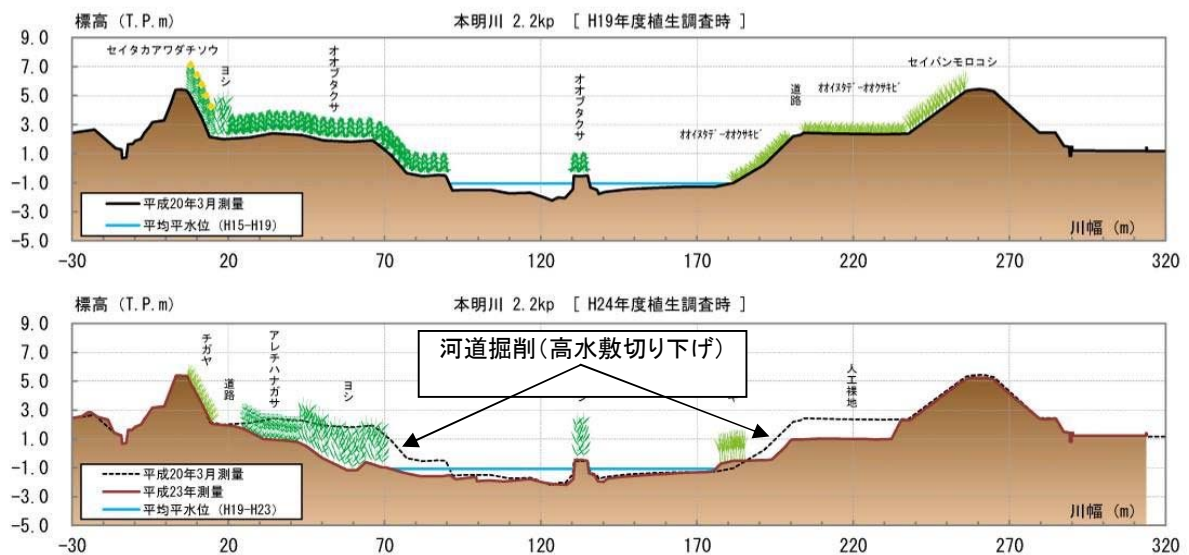 標高 (T.P.m)
本明川 2.2kp [ H19年度植生調査時 ]
9.0
7.0
5.0
3.0
1.0
-1.0
-3.0
-5.0
セイタカアワダチソウ
ヨシ
オオブタクサ
オオブタクサ
オオイヌタデ-オオクサキビ
道路
オオイヌタデ-オオクサキビ
セイバンモロコシ
平成20年3月測量
平均平水位 (H15-H19)
川幅 (m)
-30 20 70 120 170 220 270 320
標高 (T.P.m)
本明川 2.2kp [ H24年度植生調査時 ]
9.0
7.0
5.0
3.0
1.0
-1.0
-3.0
-5.0
チガヤ
道路
アレチハナガサ
ヨシ
河道掘削(高水敷切り下げ)
人工裸地
平成20年3月測量
平成23年測量
平均平水位 (H19-H23)
川幅 (m)
-30 20 70 120 170 220 270 320